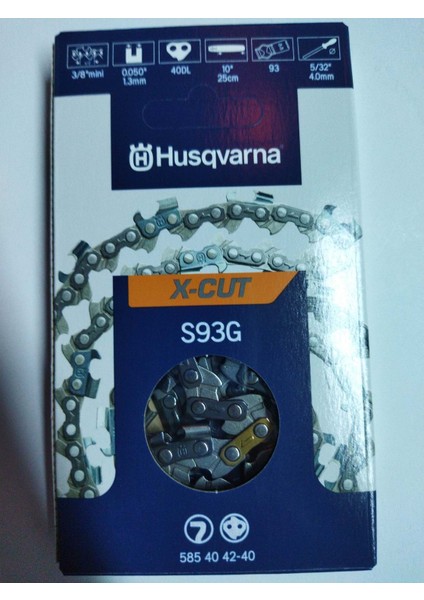 3/8"mini 0.050" 40DL 10" 93 5/32"
1.3mm 25cm 4.0mm
H Husqvarna
X-CUT
S93G
7
585 40 42-40